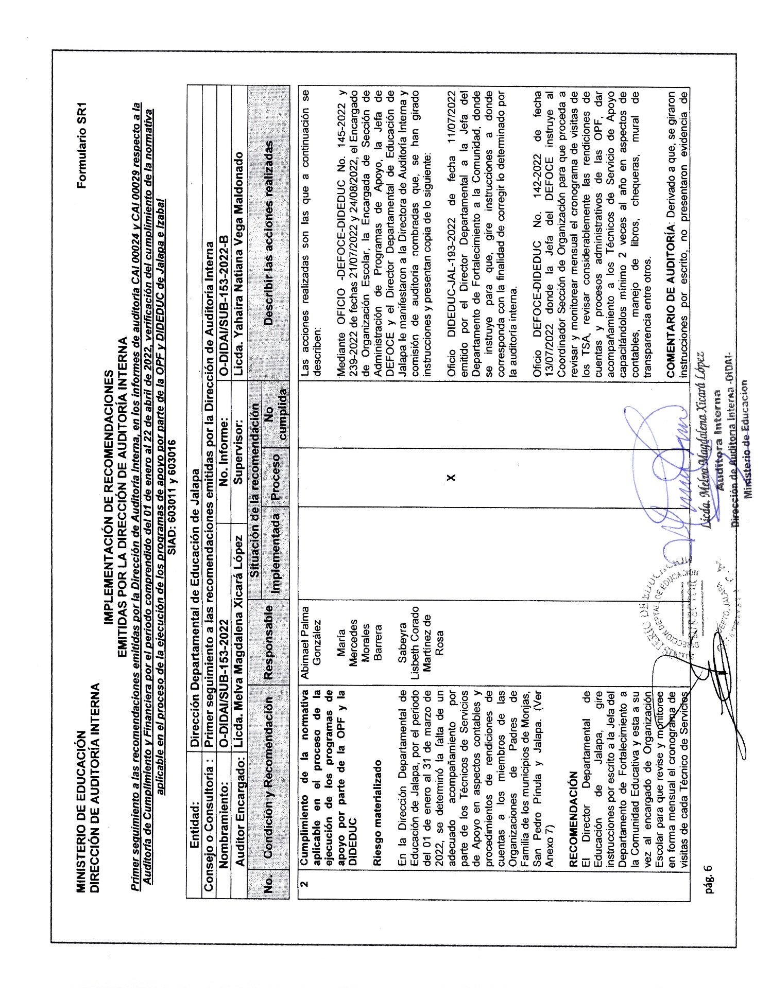 MINISTERIO DE EDUCACIÓN
DIRECCIÓN DE AUDITORÍA INTERNA
Formulario SR1
IMPLEMENTACIÓN DE RECOMENDACIONES
EMITIDAS POR LA DIRECCIÓN DE AUDITORÍA INTERNA
Primer seguimiento a las recomendaciones emitidas por la Dirección de Auditoría Interna, en los informes de auditoría CAI 00024 y CAI 00029 respecto a la
Auditoría de Cumplimiento y Financiera por el período comprendido del 01 de enero al 22 de abril de 2022, verificación del cumplimiento de la normativa
aplicable en el proceso de la ejecución de los programas de apoyo por parte de la OPF y DIDEDUC de Jalapa e Izabal
SIAD: 603011 y 603016
Entidad: Dirección Departamental de Educación de Jalapa
Consejo o Consultoría : Primer seguimiento a las recomendaciones emitidas por la Dirección de Auditoría Interna
Nombramiento: O-DIDAI/SUB-153-2022 No. Informe: O-DIDAI/SUB-153-2022-B
Auditor Encargado: Licda. Melva Magdalena Xicará López Supervisor: Licda. Yahaira Natiana Vega Maldonado
No. Condición y Recomendación Responsable Situación de la recomendación Describir las acciones realizadas
Implementada Proceso No cumplida
2
Cumplimiento de la normativa
aplicable en el proceso de la
ejecución de los programas de
apoyo por parte de la OPF y la
DIDEDUC
Riesgo materializado
En la Dirección Departamental de
Educación de Jalapa, por el periodo
del 01 de enero al 31 de marzo de
2022, se determinó la falta de un
adecuado acompañamiento por
parte de los Técnicos de Servicios
de Apoyo en aspectos contables y
procedimientos de rendiciones de
cuentas a los miembros de las
Organizaciones de Padres de
Familia de los municipios de Monjas,
San Pedro Pinula y Jalapa. (Ver
Anexo 7)
RECOMENDACIÓN
El Director Departamental de
Educación de Jalapa, gire
instrucciones por escrito a la Jefa del
Departamento de Fortalecimiento a
la Comunidad Educativa y esta a su
vez al encargado de Organización
Escolar para que revise y monitoree
en forma mensual el cronograma de
visitas de cada Técnico de Servicios
Abimael Palma
González
María
Mercedes
Morales
Barrera
Sabeyra
Lisbeth Corado
Martínez de
Rosa
X
Las acciones realizadas son las que a continuación se
describen:
Mediante OFICIO -DEFOCE-DIDEDUC No. 145-2022 y
239-2022 de fechas 21/07/2022 y 24/08/2022, el Encargado
de Organización Escolar, la Encargada de Sección de
Administración de Programas de Apoyo, la Jefa de
DEFOCE y el Director Departamental de Educación de
Jalapa le manifestaron a la Directora de Auditoría Interna y
comisión de auditoría nombradas que, se han girado
instrucciones y presentan copia de lo siguiente:
Oficio DIDEDUC-JAL-193-2022 de fecha 11/07/2022
emitido por el Director Departamental a la Jefa del
Departamento de Fortalecimiento a la Comunidad, donde
se instruye para que, gire instrucciones a donde
corresponda con la finalidad de corregir lo determinado por
la auditoría interna.
Oficio DEFOCE-DIDEDUC No. 142-2022 de fecha
13/07/2022 donde la Jefa del DEFOCE instruye al
Coordinador Sección de Organización para que proceda a
revisar y monitorear mensual el cronograma de visitas de
los TSA, revisar considerablemente las rendiciones de
cuentas y procesos administrativos de las OPF, dar
acompañamiento a los Técnicos de Servicio de Apoyo
capacitándolos mínimo 2 veces al año en aspectos de
contables, manejo de libros, chequeras, mural de
transparencia entre otros.
COMENTARIO DE AUDITORÍA: Derivado a que, se giraron
instrucciones por escrito, no presentaron evidencia de
pág. 6
MINISTERIO DE EDUCACION
DIRECCION DEPTAL. DE EDUCACION
DIRECTOR
DEPTO. JALAPA
Licda. Melva Magdalena Xicará López
Auditora Interna
Dirección de Auditoria Interna -DIDAI-
Ministerio de Educacion